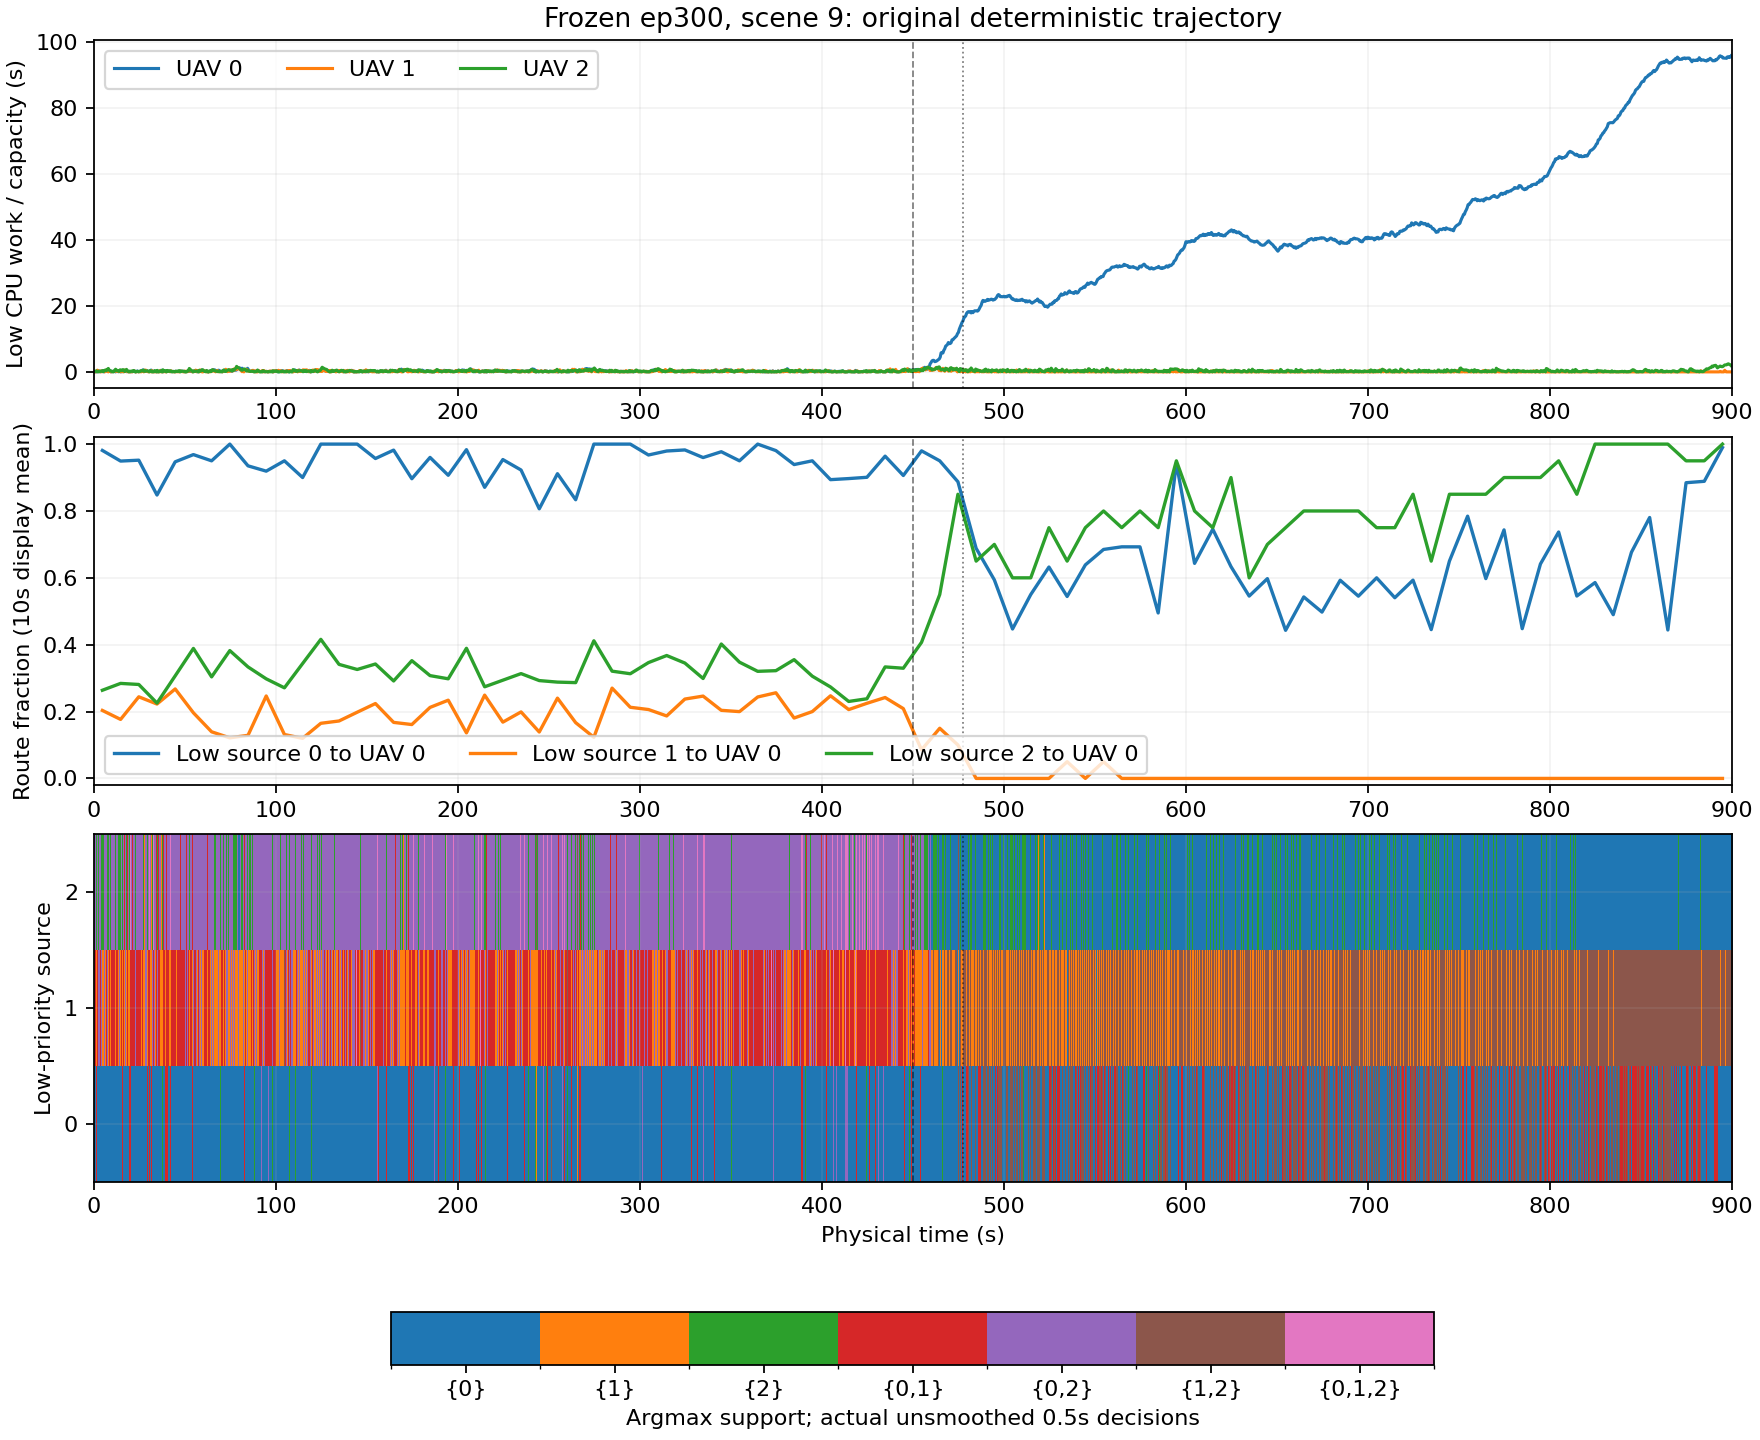 Frozen ep300, scene 9: original deterministic trajectory
Low CPU work / capacity (s)
100
80
60
40
20
0
UAV 0
UAV 1
UAV 2
0 100 200 300 400 500 600 700 800 900
Route fraction (10s display mean)
1.0
0.8
0.6
0.4
0.2
0.0
Low source 0 to UAV 0
Low source 1 to UAV 0
Low source 2 to UAV 0
0 100 200 300 400 500 600 700 800 900
Low-priority source
2
1
0
0 100 200 300 400 500 600 700 800 900
Physical time (s)
{0} {1} {2} {0,1} {0,2} {1,2} {0,1,2}
Argmax support; actual unsmoothed 0.5s decisions